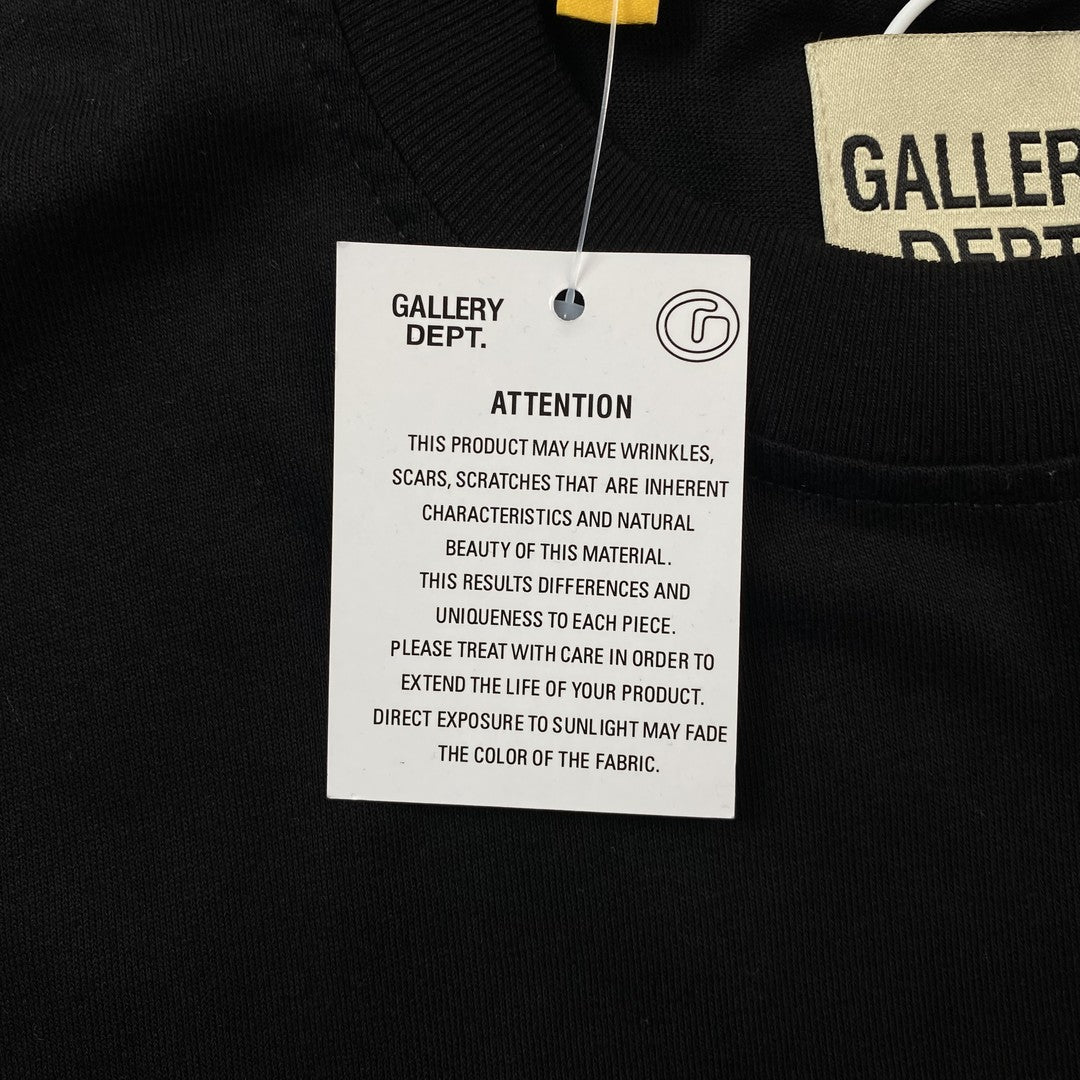 GALLERY
DEPT.
ATTENTION
THIS PRODUCT MAY HAVE WRINKLES,
SCARS, SCRATCHES THAT ARE INHERENT
CHARACTERISTICS AND NATURAL
BEAUTY OF THIS MATERIAL.
THIS RESULTS DIFFERENCES AND
UNIQUENESS TO EACH PIECE.
PLEASE TREAT WITH CARE IN ORDER TO
EXTEND THE LIFE OF YOUR PRODUCT.
DIRECT EXPOSURE TO SUNLIGHT MAY FADE
THE COLOR OF THE FABRIC.
GALLER
DEPT